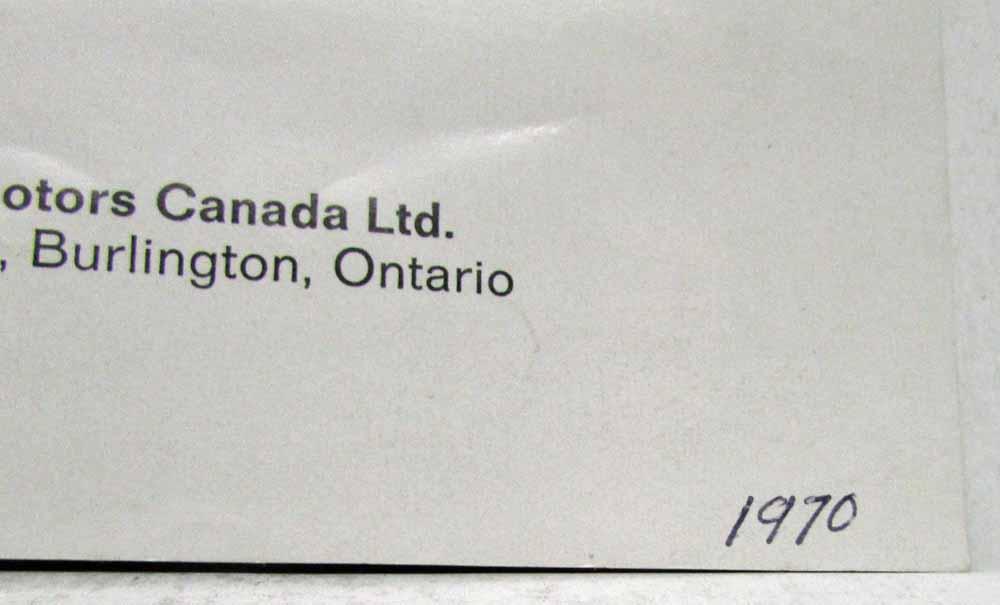 otors Canada Ltd.
, Burlington, Ontario
1970